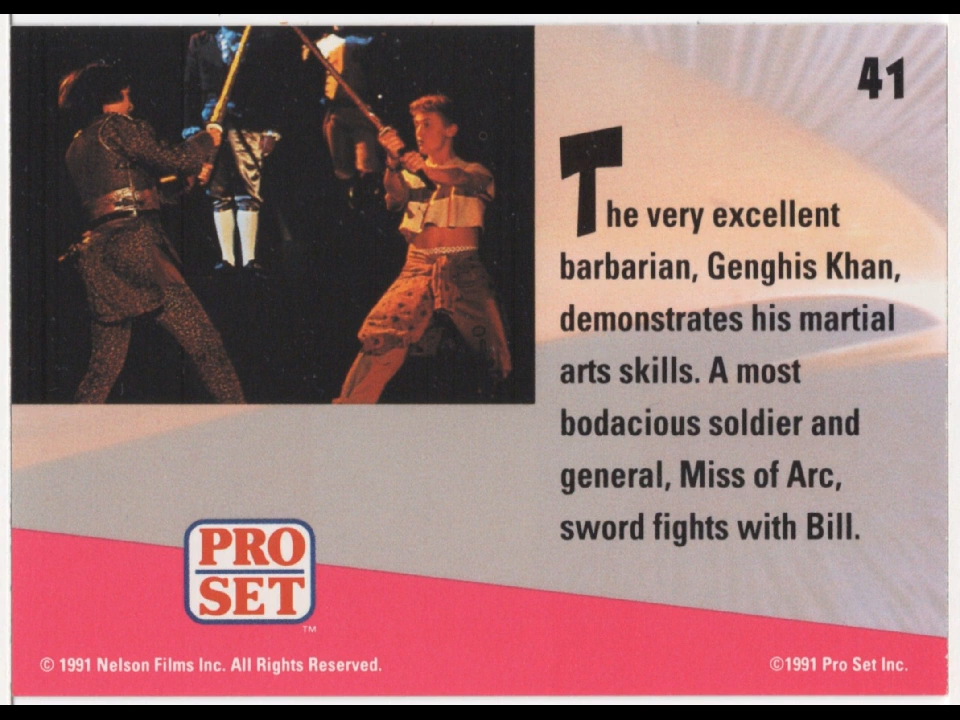 41
The very excellent
barbarian, Genghis Khan,
demonstrates his martial
arts skills. A most
bodacious soldier and
general, Miss of Arc,
sword fights with Bill.
PRO
SET
TM
© 1991 Nelson Films Inc. All Rights Reserved.
©1991 Pro Set Inc.